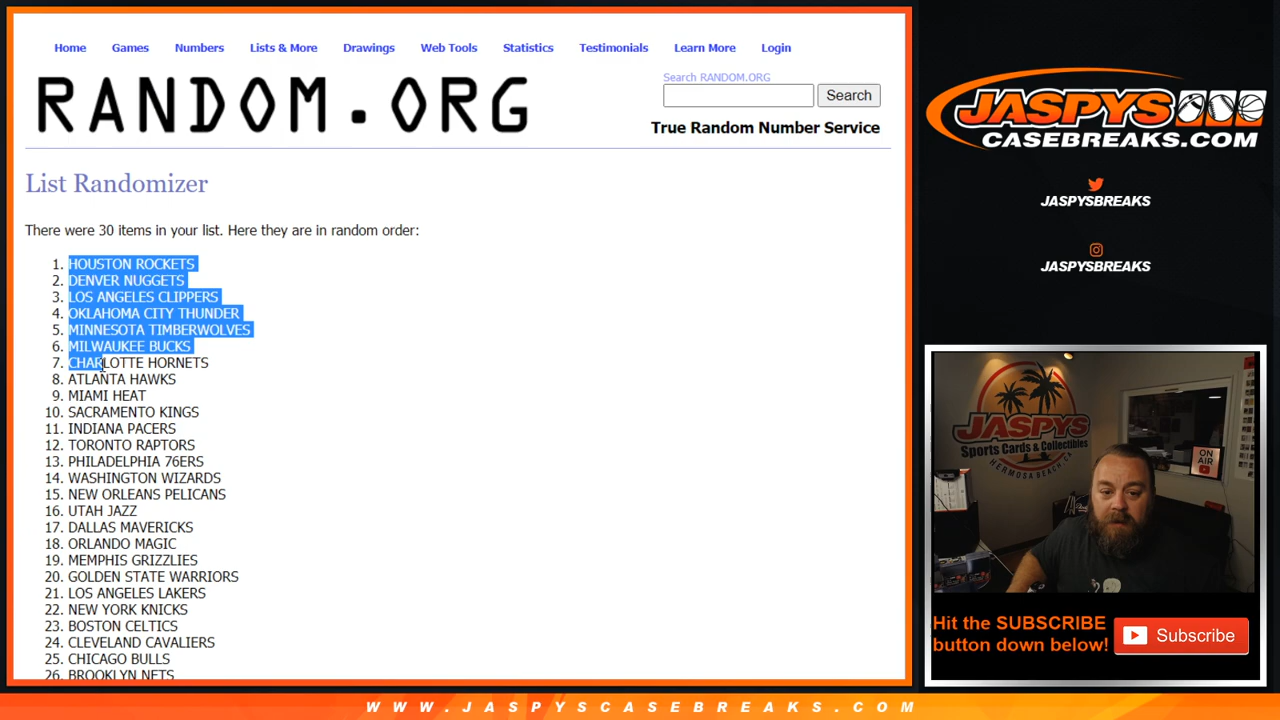 Home Games Numbers Lists & More Drawings Web Tools Statistics Testimonials Learn More Login
RANDOM.ORG
Search RANDOM.ORG
Search
True Random Number Service
List Randomizer
There were 30 items in your list. Here they are in random order:
1. HOUSTON ROCKETS
2. DENVER NUGGETS
3. LOS ANGELES CLIPPERS
4. OKLAHOMA CITY THUNDER
5. MINNESOTA TIMBERWOLVES
6. MILWAUKEE BUCKS
7. CHARLOTTE HORNETS
8. ATLANTA HAWKS
9. MIAMI HEAT
10. SACRAMENTO KINGS
11. INDIANA PACERS
12. TORONTO RAPTORS
13. PHILADELPHIA 76ERS
14. WASHINGTON WIZARDS
15. NEW ORLEANS PELICANS
16. UTAH JAZZ
17. DALLAS MAVERICKS
18. ORLANDO MAGIC
19. MEMPHIS GRIZZLIES
20. GOLDEN STATE WARRIORS
21. LOS ANGELES LAKERS
22. NEW YORK KNICKS
23. BOSTON CELTICS
24. CLEVELAND CAVALIERS
25. CHICAGO BULLS
26. BROOKLYN NETS
JASPYS
CASEBREAKS.COM
JASPYSBREAKS
JASPYSBREAKS
JASPYS
Sports Cards & Collectibles
HERMOSA BEACH, CA
ON
AIR
Hit the SUBSCRIBE
button down below!
Subscribe
WWW.JASPYSCASEBREAKS.COM